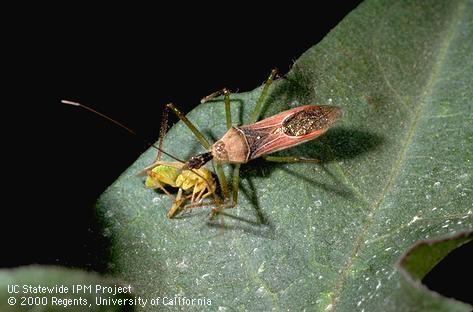 UC Statewide IPM Project
© 2000 Regents, University of California